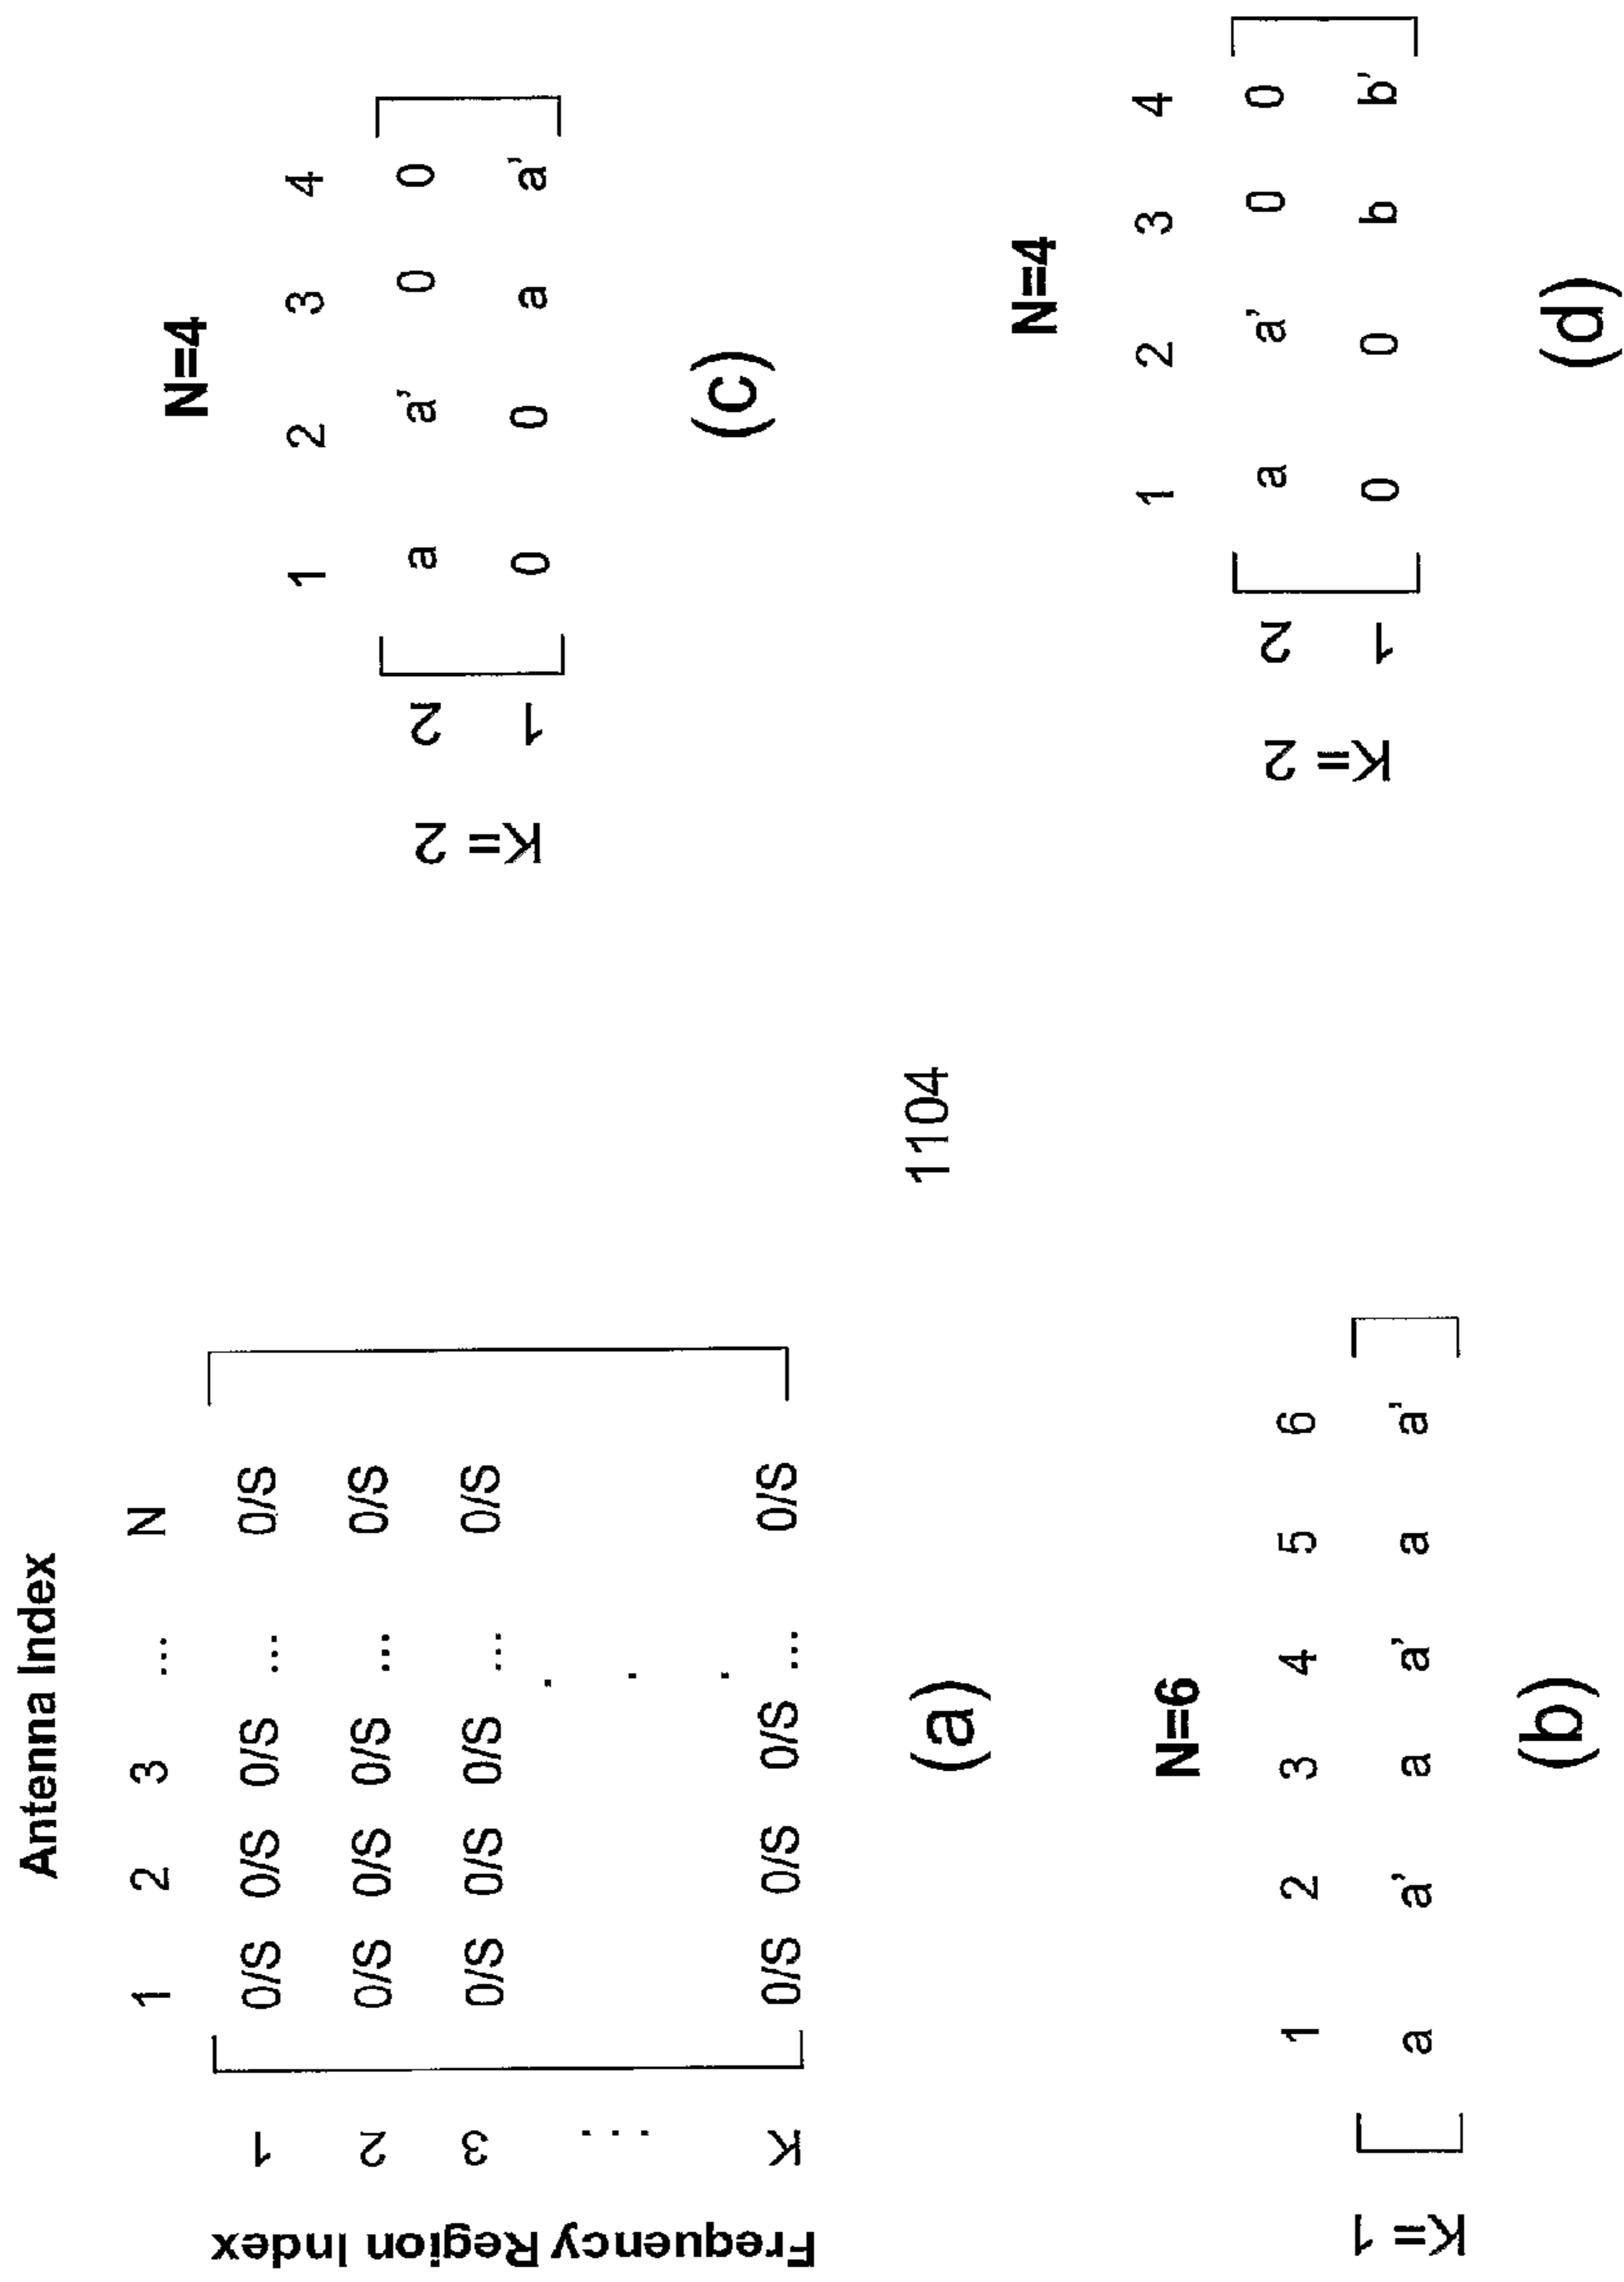 Antenna Index
1 2 3 ... N
Frequency Region Index
1 0/S 0/S 0/S ... 0/S
2 0/S 0/S 0/S ... 0/S
3 0/S 0/S 0/S ... 0/S
. . .
K 0/S 0/S 0/S ... 0/S
(a)
N=6
1 2 3 4 5 6
K= 1
a a' a a' a a'
(b)
N=4
1 2 3 4
K= 2
2 a a' 0 0
1 0 0 a a'
(c)
N=4
1 2 3 4
K= 2
2 a a' 0 0
1 0 0 b b'
(d)
1104